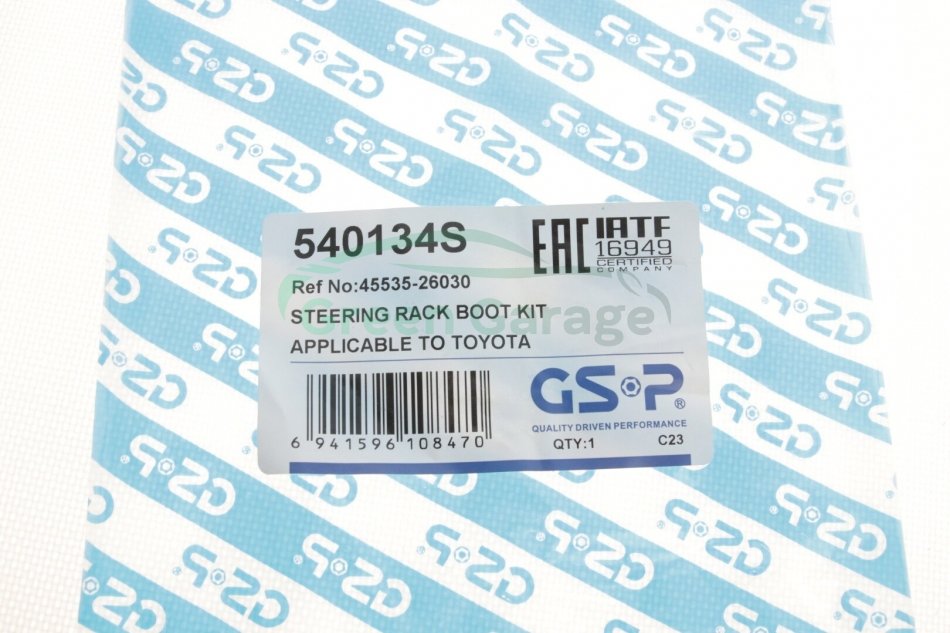 540134S
EAC
IATF
16949
CERTIFIED
COMPANY
Ref No:45535-26030
STEERING RACK BOOT KIT
Green Garage
APPLICABLE TO TOYOTA
GSP®
QUALITY DRIVEN PERFORMANCE
6 941596 108470
QTY:1 C23